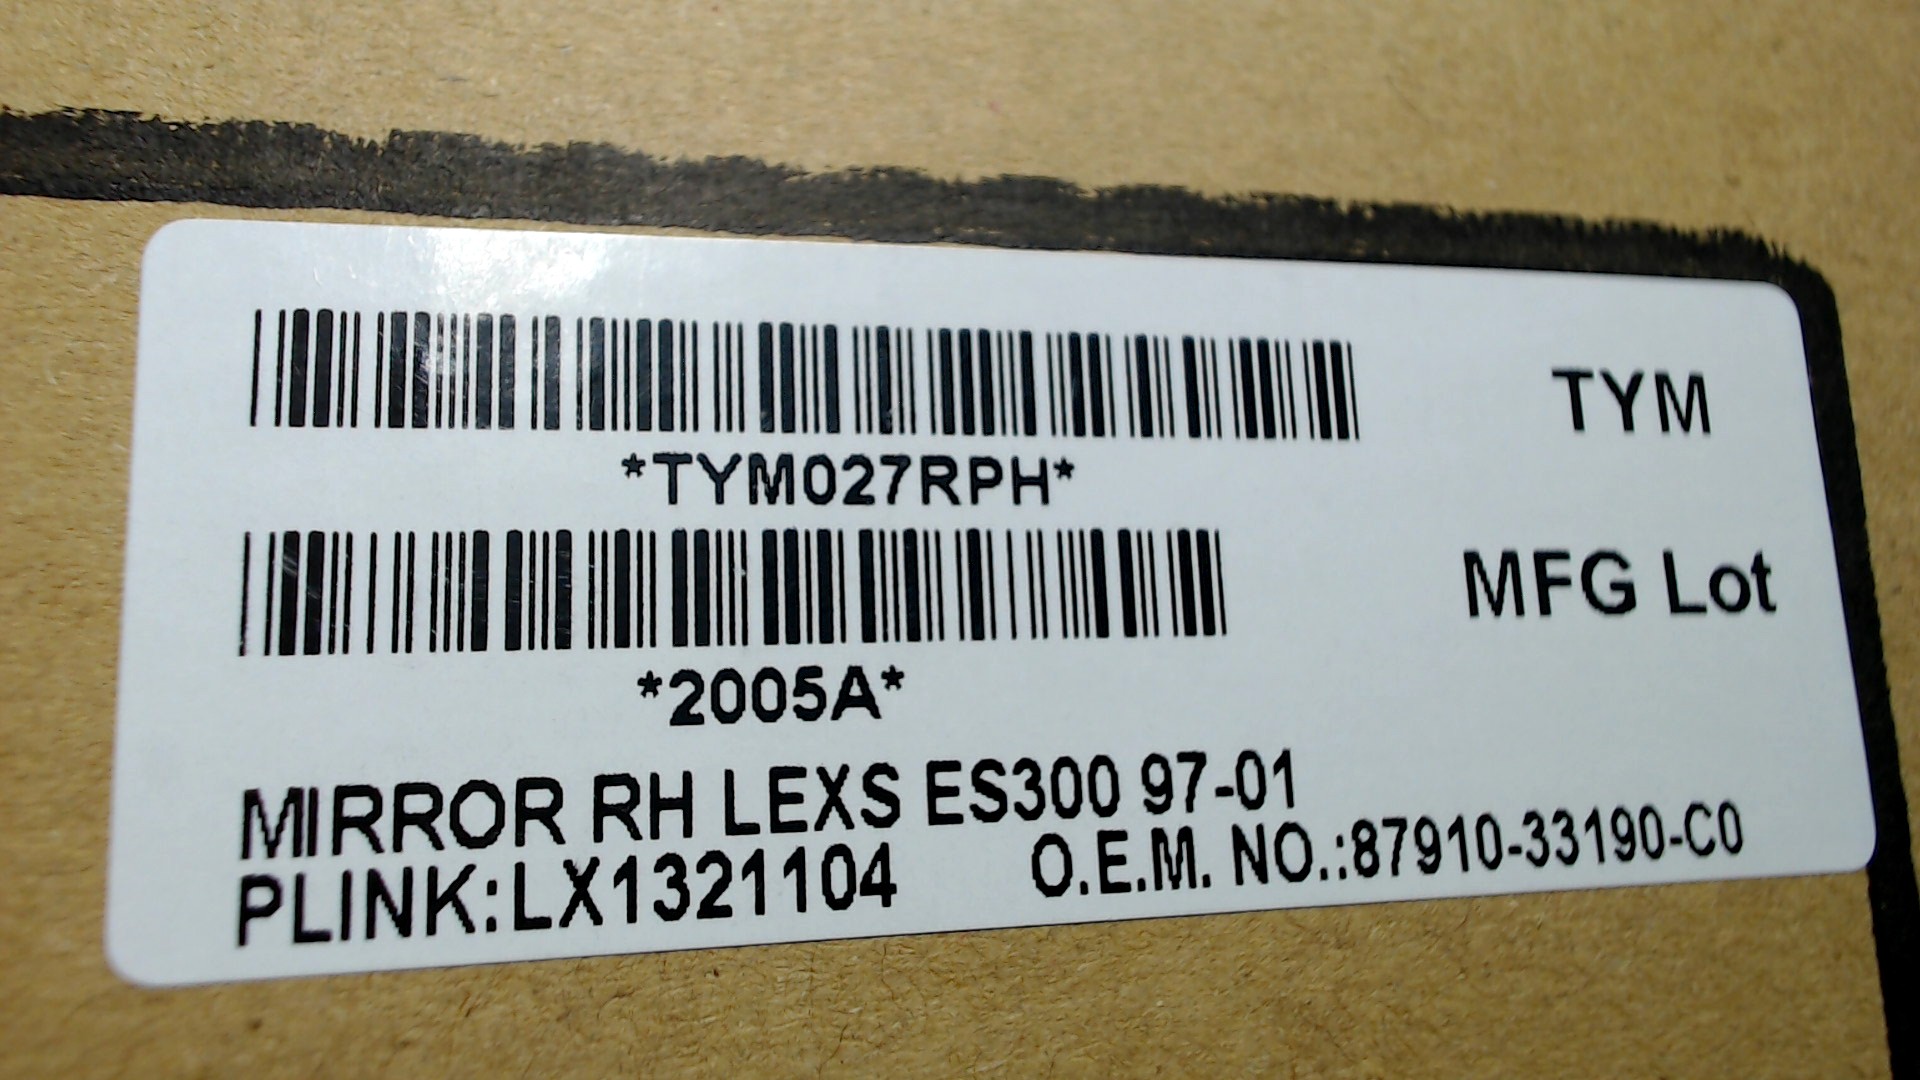 TYM
*TYM027RPH*
MFG Lot
*2005A*
MIRROR RH LEXS ES300 97-01
PLINK:LX1321104 O.E.M. NO.:87910-33190-C0